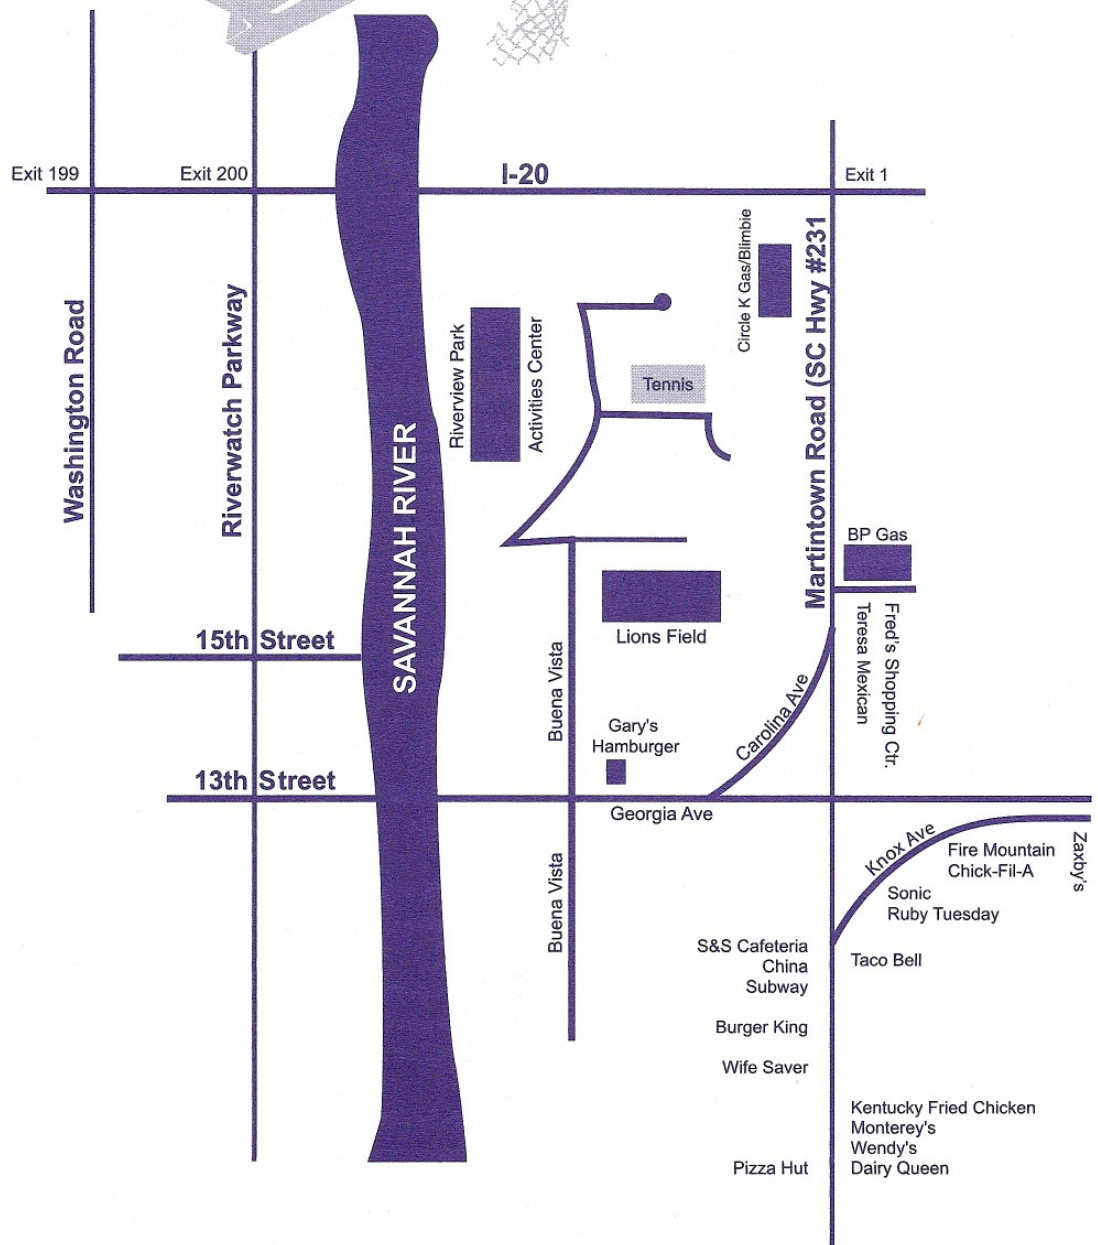 Exit 199
Exit 200
I-20
Exit 1
Washington Road
Riverwatch Parkway
SAVANNAH RIVER
Riverview Park
Activities Center
Tennis
Circle K Gas/Blimbie
Martintown Road (SC Hwy #231
BP Gas
Fred's Shopping Ctr.
Teresa Mexican
Lions Field
15th Street
Buena Vista
Carolina Ave
Gary's
Hamburger
13th Street
Georgia Ave
Buena Vista
Knox Ave
Fire Mountain
Chick-Fil-A
Zaxby's
Sonic
Ruby Tuesday
S&S Cafeteria
China
Subway
Taco Bell
Burger King
Wife Saver
Kentucky Fried Chicken
Monterey's
Wendy's
Dairy Queen
Pizza Hut